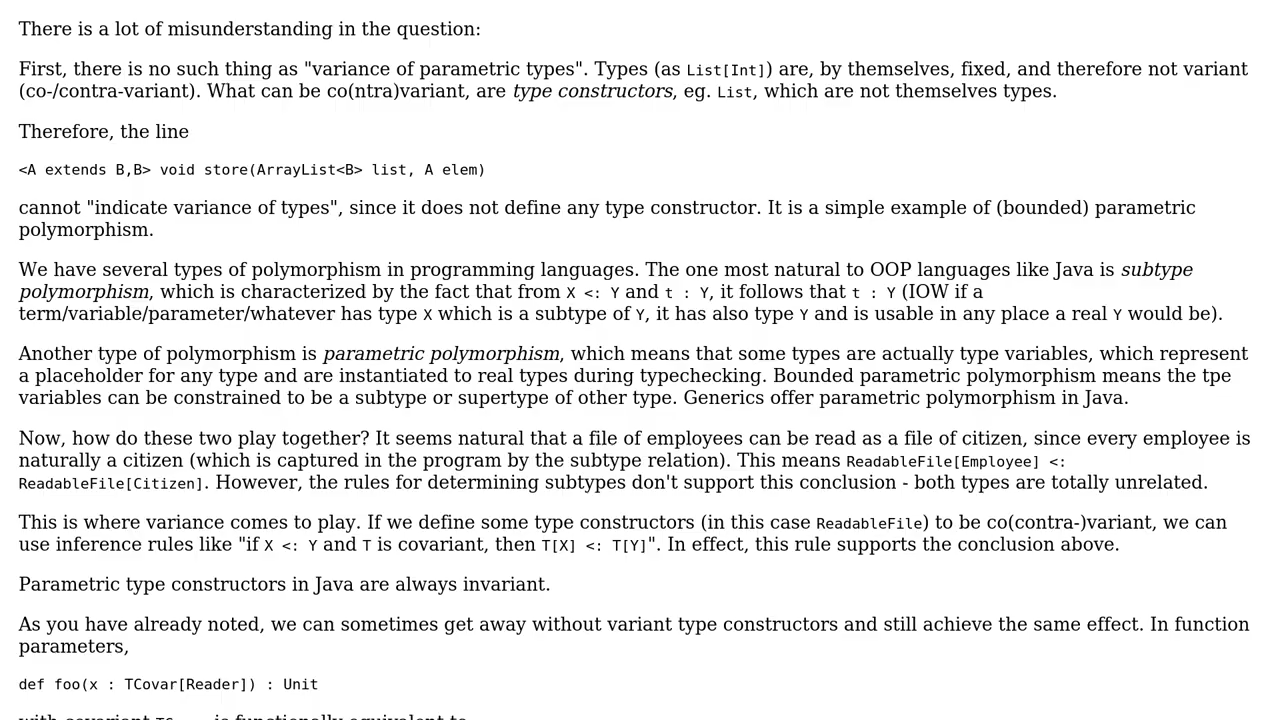 There is a lot of misunderstanding in the question:
First, there is no such thing as "variance of parametric types". Types (as List[Int]) are, by themselves, fixed, and therefore not variant
(co-/contra-variant). What can be co(ntra)variant, are type constructors, eg. List, which are not themselves types.
Therefore, the line
<A extends B,B> void store(ArrayList<B> list, A elem)
cannot "indicate variance of types", since it does not define any type constructor. It is a simple example of (bounded) parametric
polymorphism.
We have several types of polymorphism in programming languages. The one most natural to OOP languages like Java is subtype
polymorphism, which is characterized by the fact that from X <: Y and t : Y, it follows that t : Y (IOW if a
term/variable/parameter/whatever has type X which is a subtype of Y, it has also type Y and is usable in any place a real Y would be).
Another type of polymorphism is parametric polymorphism, which means that some types are actually type variables, which represent
a placeholder for any type and are instantiated to real types during typechecking. Bounded parametric polymorphism means the tpe
variables can be constrained to be a subtype or supertype of other type. Generics offer parametric polymorphism in Java.
Now, how do these two play together? It seems natural that a file of employees can be read as a file of citizen, since every employee is
naturally a citizen (which is captured in the program by the subtype relation). This means ReadableFile[Employee] <:
ReadableFile[Citizen]. However, the rules for determining subtypes don't support this conclusion - both types are totally unrelated.
This is where variance comes to play. If we define some type constructors (in this case ReadableFile) to be co(contra-)variant, we can
use inference rules like "if X <: Y and T is covariant, then T[X] <: T[Y]". In effect, this rule supports the conclusion above.
Parametric type constructors in Java are always invariant.
As you have already noted, we can sometimes get away without variant type constructors and still achieve the same effect. In function
parameters,
def foo(x : TCovar[Reader]) : Unit
with covariant is functionally equivalent to